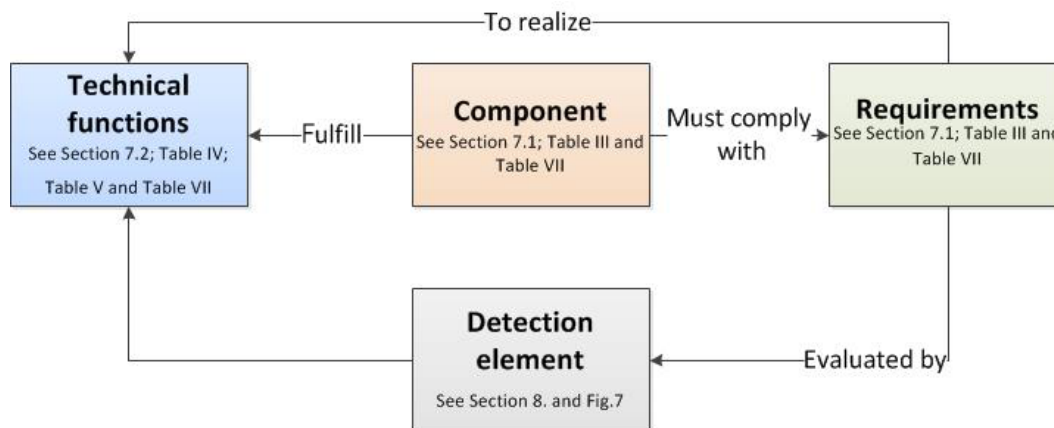 To realize
Technical
functions
See Section 7.2; Table IV;
Table V and Table VII
Fulfill
Component
See Section 7.1; Table III and
Table VII
Must comply
with
Requirements
See Section 7.1; Table III and
Table VII
Detection
element
See Section 8. and Fig.7
Evaluated by